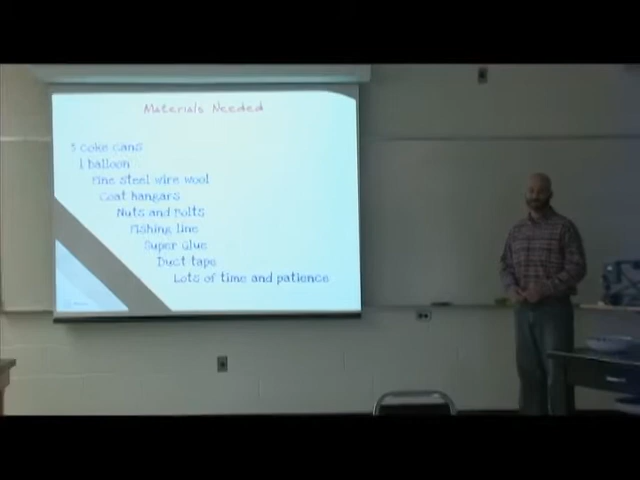 Materials Needed
coke cans
1 balloon
Fine steel wire wool
Coat hangars
Nuts and Bolts
Fishing line
Super Glue
Duct tape
Lots of time and patience